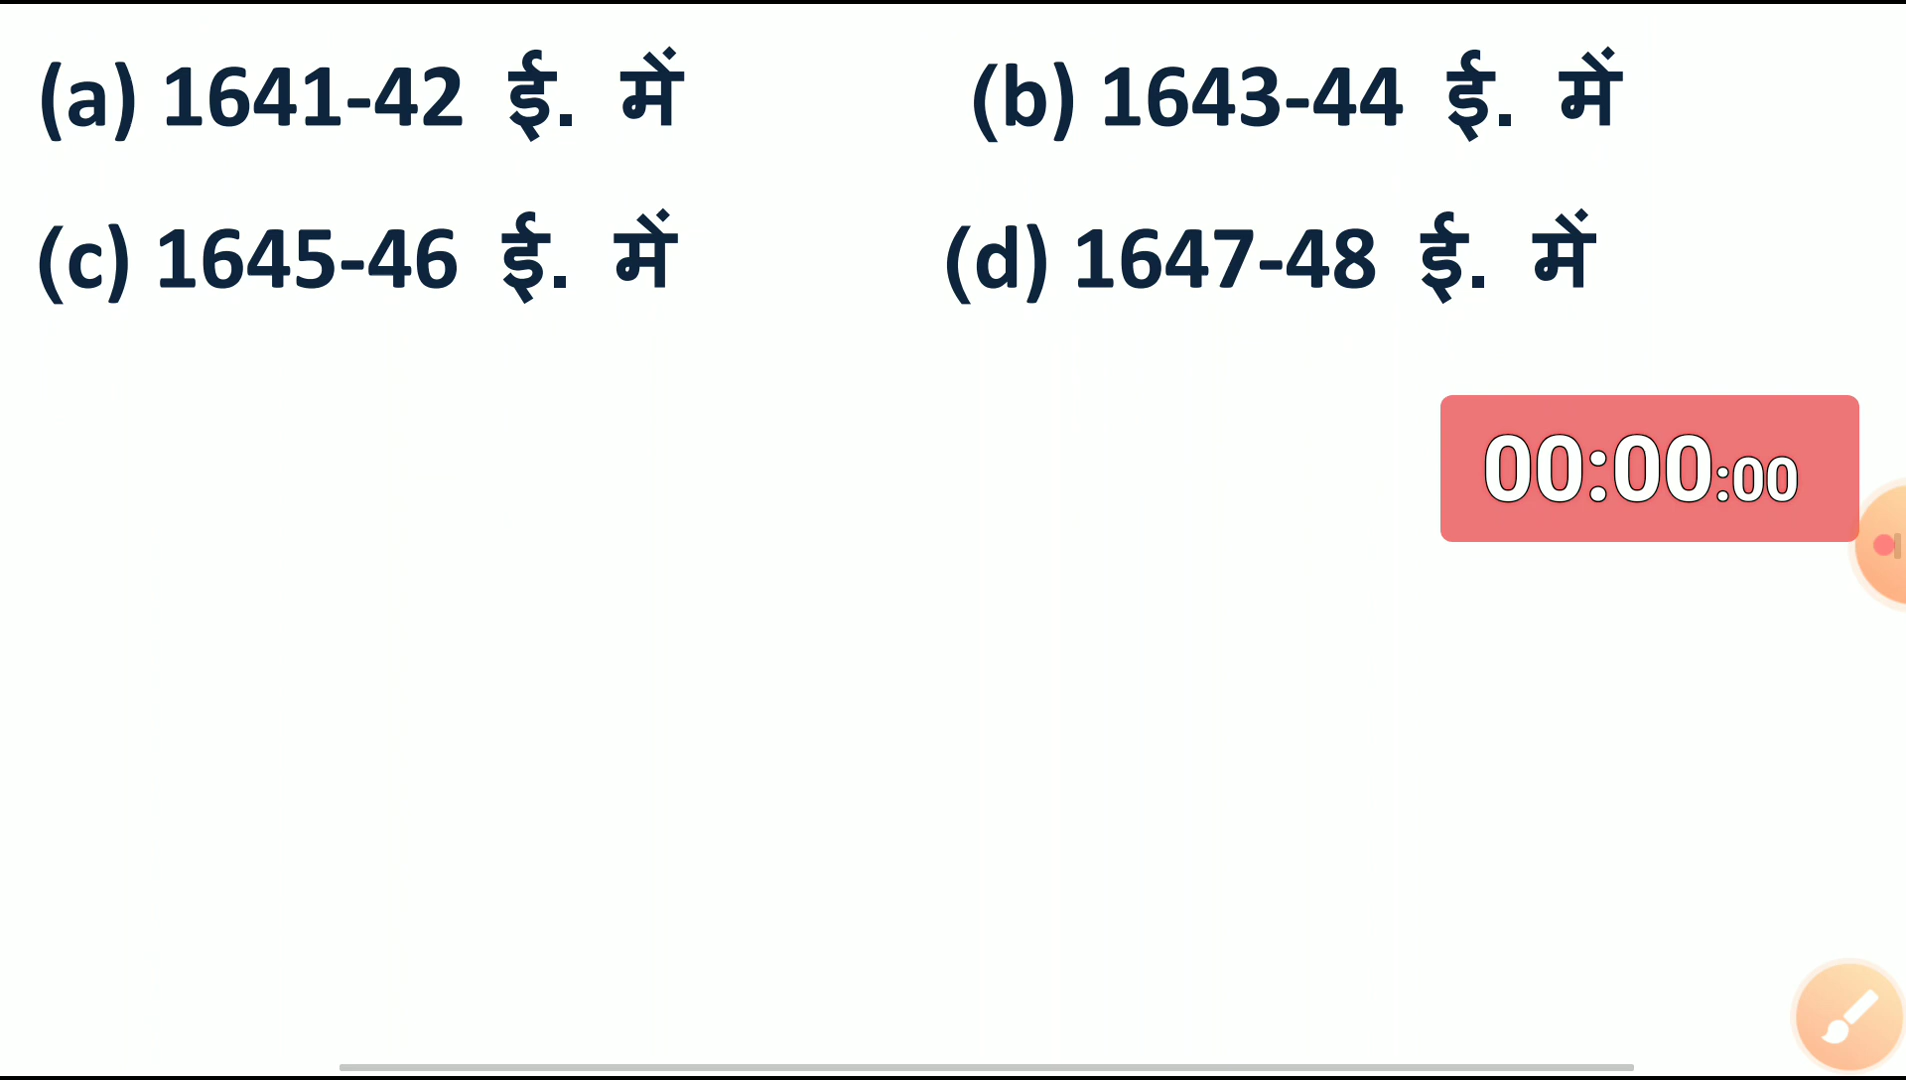 (a) 1641-42 ई. में (b) 1643-44 ई. में
(c) 1645-46 ई. में (d) 1647-48 ई. में
00:00:00